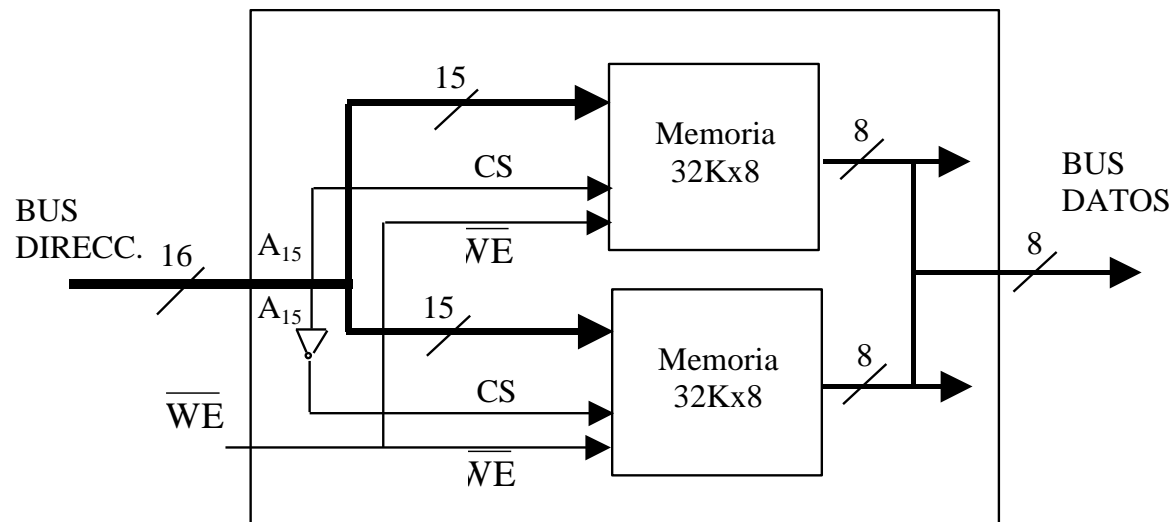 15
Memoria
32Kx8
8
CS
BUS
DATOS
BUS
DIRECC.
WE
A15
16
8
A15
15
Memoria
32Kx8
8
CS
WE
WE